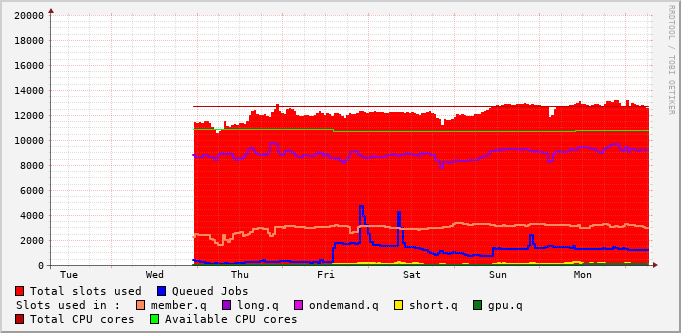 20000
18000
16000
14000
12000
10000
8000
6000
4000
2000
0
Tue Wed Thu Fri Sat Sun Mon
RRDTOOL / TOBI OETIKER
Total slots used Queued Jobs
Slots used in : member.q long.q ondemand.q short.q gpu.q
Total CPU cores Available CPU cores